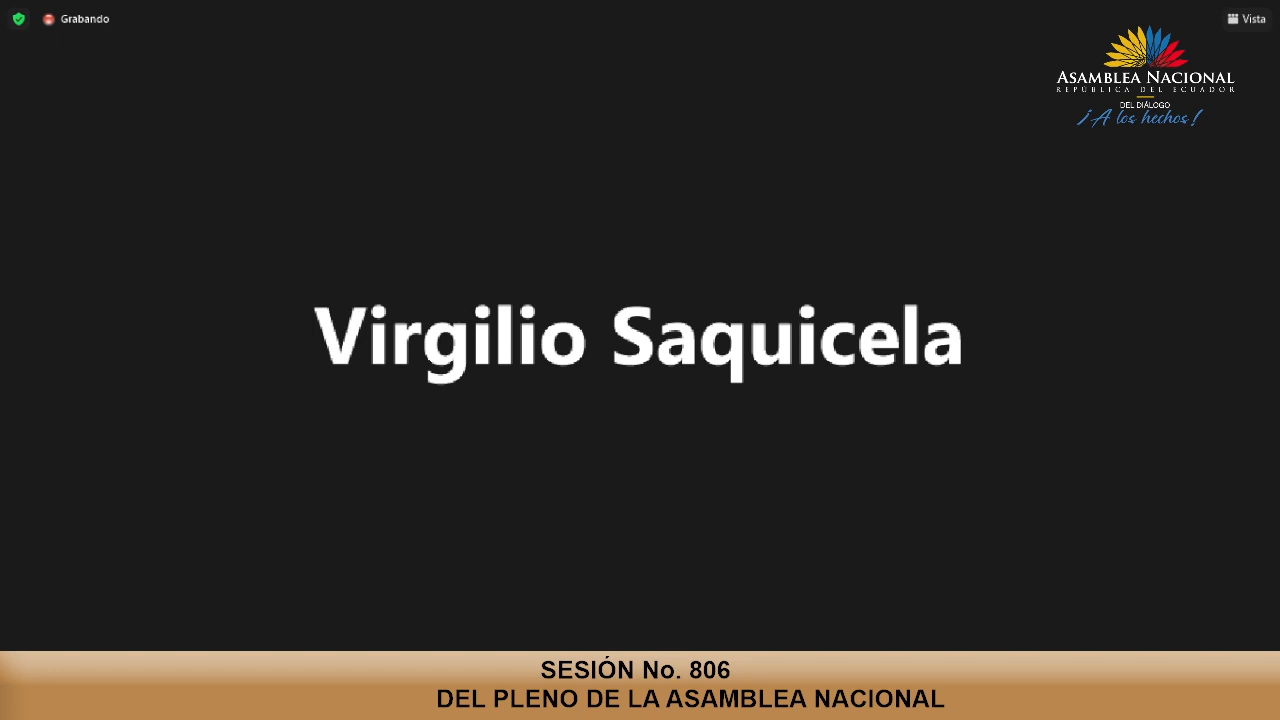 Grabando
Vista
ASAMBLEA NACIONAL
REPÚBLICA DEL ECUADOR
DEL DIÁLOGO
¡A los hechos!
Virgilio Saquicela
SESIÓN No. 806
DEL PLENO DE LA ASAMBLEA NACIONAL